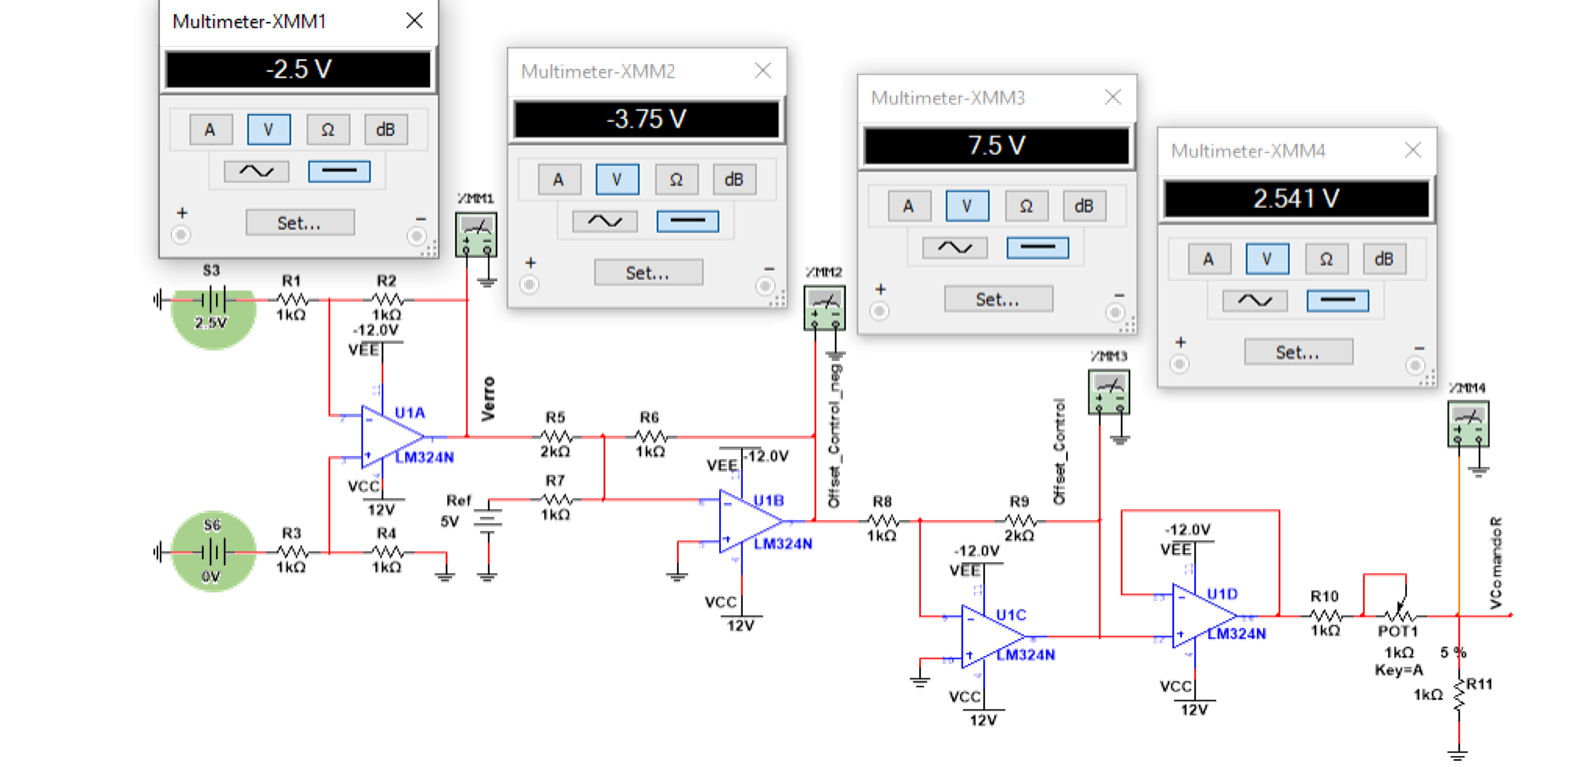 Multimeter-XMM1
-2.5 V
A V Ω dB
+ Set... −
Multimeter-XMM2
-3.75 V
A V Ω dB
+ Set... −
Multimeter-XMM3
7.5 V
A V Ω dB
+ Set... −
Multimeter-XMM4
2.541 V
A V Ω dB
+ Set... −
XMM1
XMM2
XMM3
XMM4
S3
2.5V
R1
1kΩ
R2
1kΩ
-12.0V
VEE
U1A
LM324N
VCC
12V
S6
0V
R3
1kΩ
R4
1kΩ
Verro
R5
2kΩ
R6
1kΩ
R7
1kΩ
Ref
5V
VEE
-12.0V
U1B
LM324N
VCC
12V
Offset_Control_neg
R8
1kΩ
R9
2kΩ
Offset_Control
-12.0V
VEE
U1C
LM324N
VCC
12V
-12.0V
VEE
U1D
LM324N
VCC
12V
R10
1kΩ
POT1
1kΩ
Key=A
5 %
R11
1kΩ
VComandoR